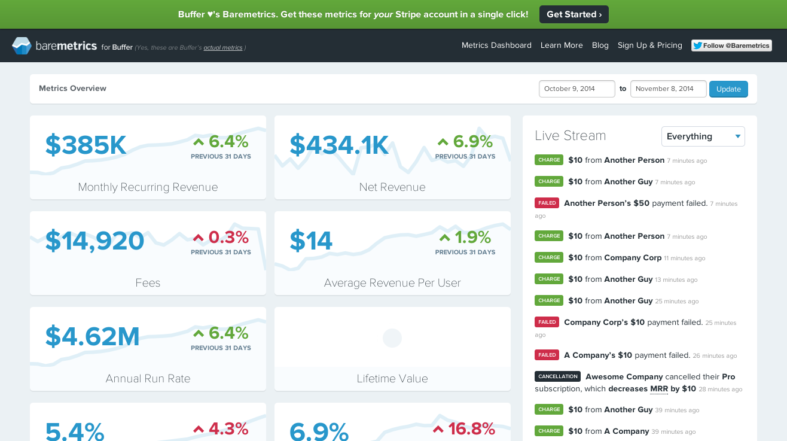 Buffer ♥'s Baremetrics. Get these metrics for your Stripe account in a single click! Get Started ›
baremetrics for Buffer (Yes, these are Buffer's actual metrics.) Metrics Dashboard Learn More Blog Sign Up & Pricing Follow @Baremetrics
Metrics Overview October 9, 2014 to November 8, 2014 Update
$385K 6.4% PREVIOUS 31 DAYS
Monthly Recurring Revenue
$434.1K 6.9% PREVIOUS 31 DAYS
Net Revenue
$14,920 0.3% PREVIOUS 31 DAYS
Fees
$14 1.9% PREVIOUS 31 DAYS
Average Revenue Per User
$4.62M 6.4% PREVIOUS 31 DAYS
Annual Run Rate
Lifetime Value
5.4% 4.3%
6.9% 16.8%
Live Stream Everything
CHARGE $10 from Another Person 7 minutes ago
CHARGE $10 from Another Guy 7 minutes ago
FAILED Another Person's $50 payment failed. 7 minutes
ago
CHARGE $10 from Another Person 7 minutes ago
CHARGE $10 from Company Corp 11 minutes ago
CHARGE $10 from Another Guy 13 minutes ago
CHARGE $10 from Another Guy 25 minutes ago
FAILED Company Corp's $10 payment failed. 25 minutes
ago
FAILED A Company's $10 payment failed. 26 minutes ago
CANCELLATION Awesome Company cancelled their Pro
subscription, which decreases MRR by $10 28 minutes ago
CHARGE $10 from Another Guy 39 minutes ago
CHARGE $10 from A Company 39 minutes ago